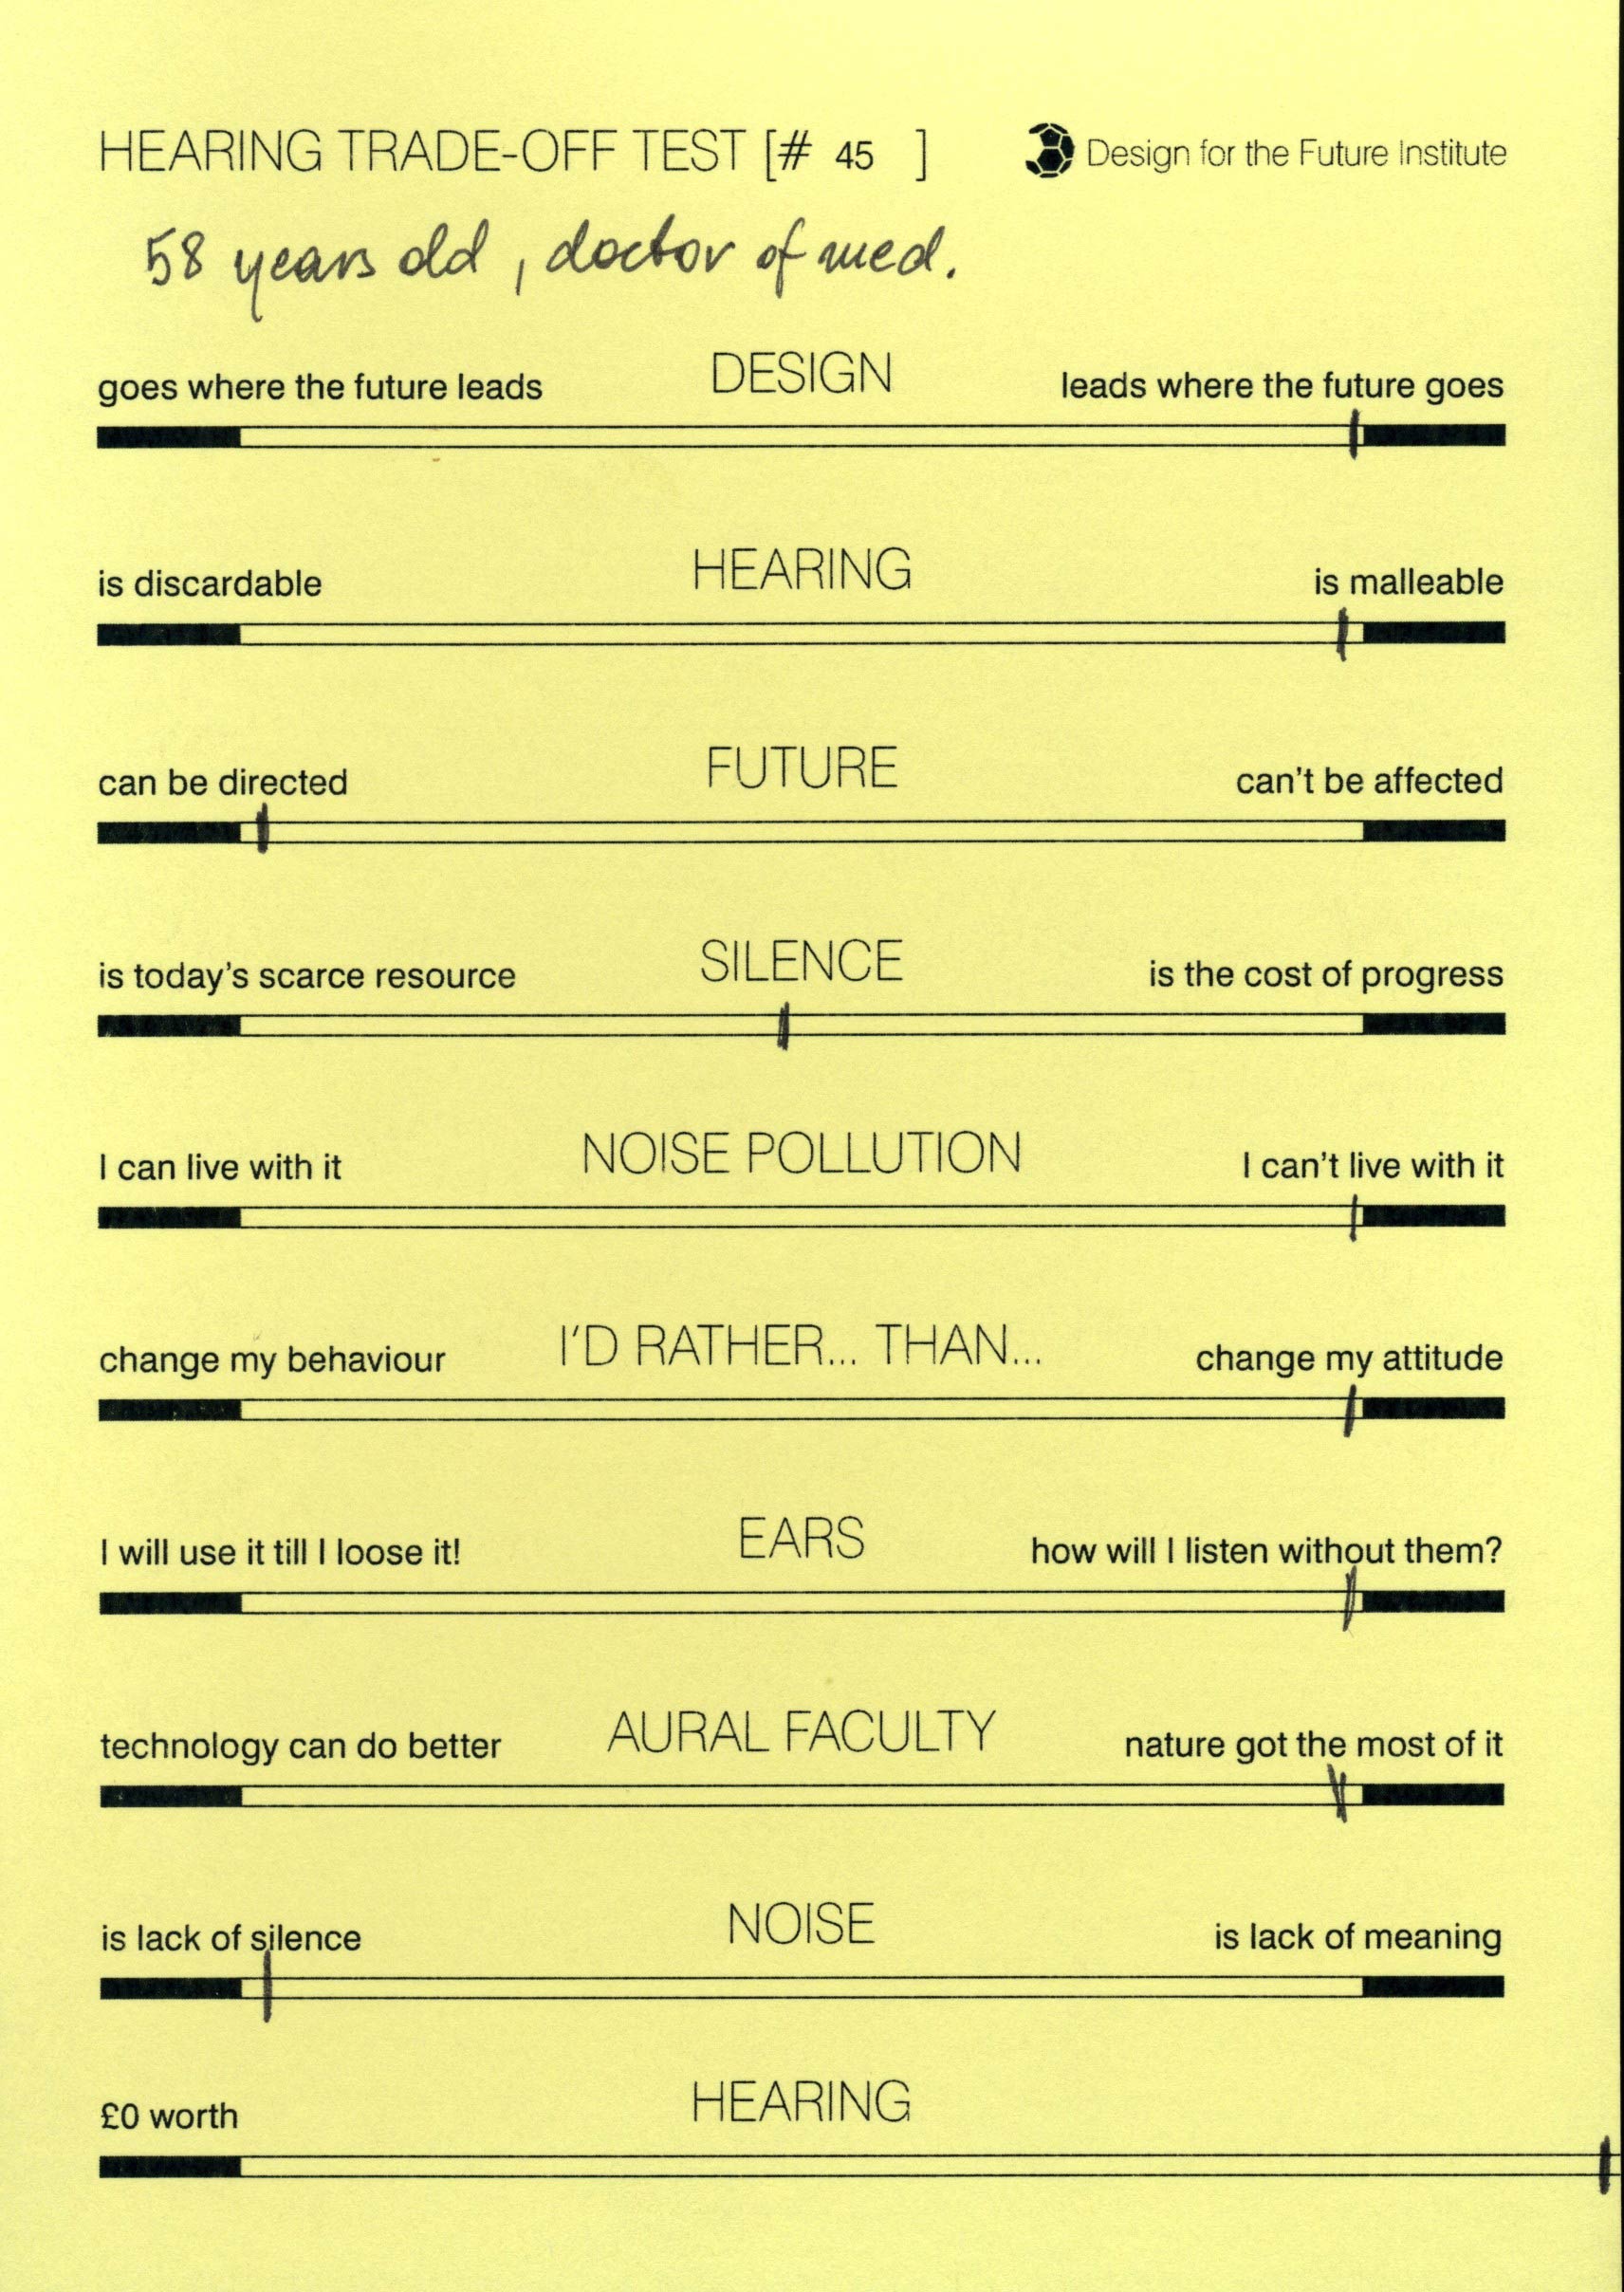 HEARING TRADE-OFF TEST [# 45 ] Design for the Future Institute
58 years old, doctor of med.
DESIGN
goes where the future leads leads where the future goes
HEARING
is discardable is malleable
FUTURE
can be directed can't be affected
SILENCE
is today's scarce resource is the cost of progress
NOISE POLLUTION
I can live with it I can't live with it
I'D RATHER... THAN...
change my behaviour change my attitude
EARS
I will use it till I loose it! how will I listen without them?
AURAL FACULTY
technology can do better nature got the most of it
NOISE
is lack of silence is lack of meaning
HEARING
£0 worth